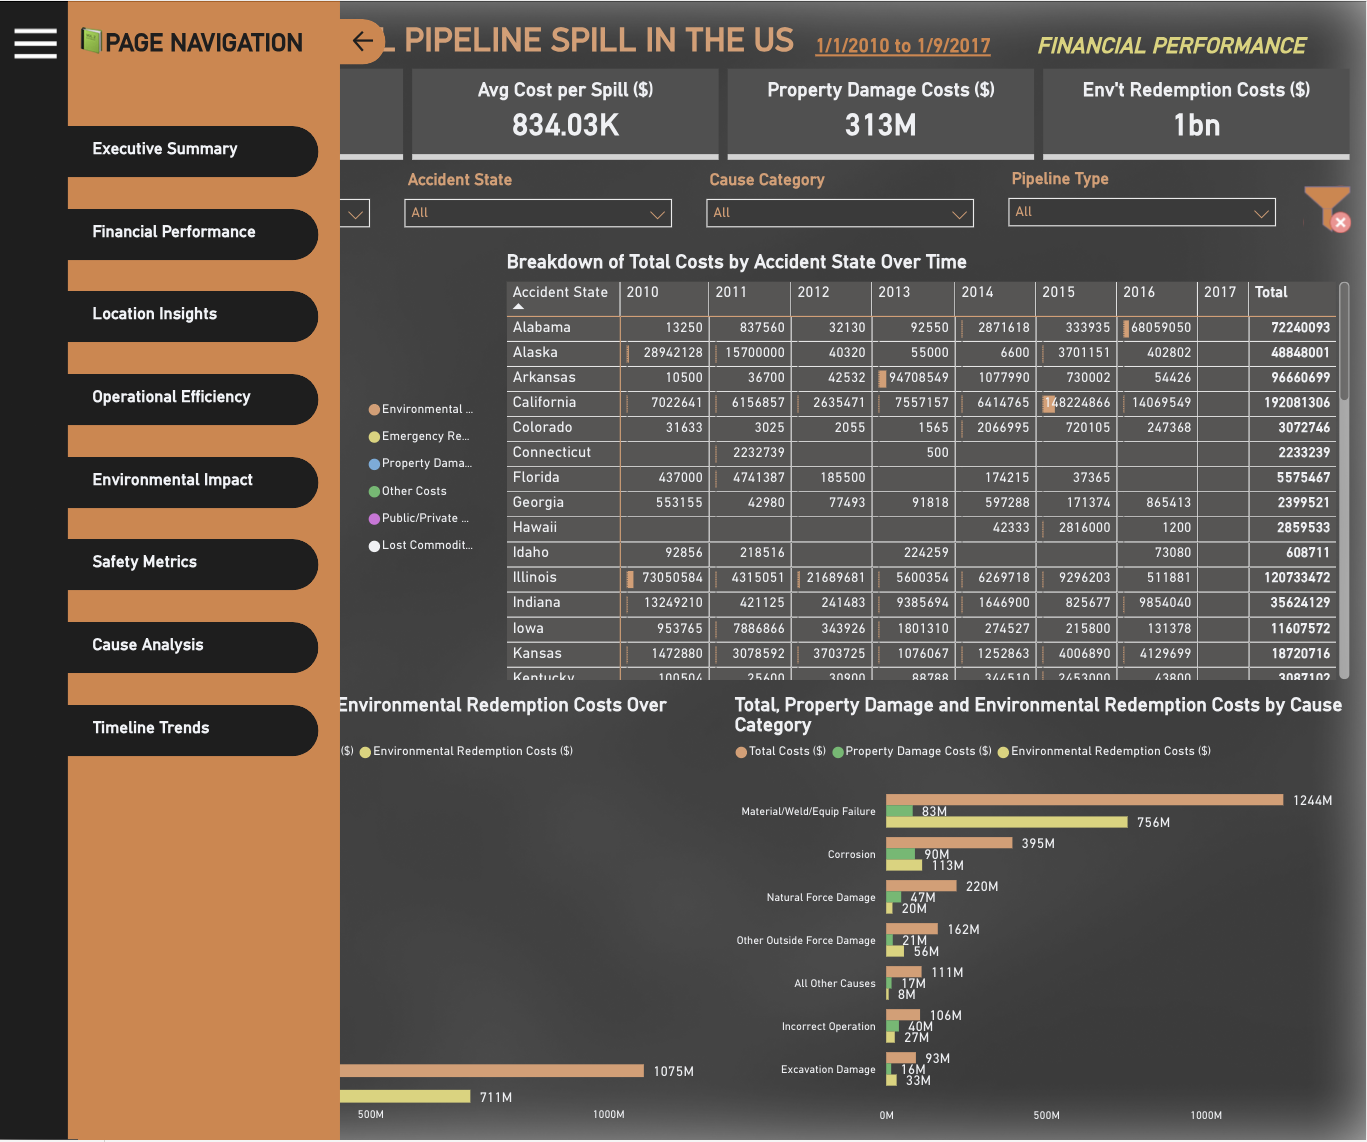 PAGE NAVIGATION
L PIPELINE SPILL IN THE US
1/1/2010 to 1/9/2017
FINANCIAL PERFORMANCE
Executive Summary
Financial Performance
Location Insights
Operational Efficiency
Environmental Impact
Safety Metrics
Cause Analysis
Timeline Trends
Avg Cost per Spill ($)
834.03K
Property Damage Costs ($)
313M
Env't Redemption Costs ($)
1bn
Accident State
All
Cause Category
All
Pipeline Type
All
Environmental ...
Emergency Re...
Property Dama...
Other Costs
Public/Private ...
Lost Commodit...
Breakdown of Total Costs by Accident State Over Time
Accident State 2010 2011 2012 2013 2014 2015 2016 2017 Total
Alabama 13250 837560 32130 92550 2871618 333935 68059050 72240093
Alaska 28942128 15700000 40320 55000 6600 3701151 402802 48848001
Arkansas 10500 36700 42532 94708549 1077990 730002 54426 96660699
California 7022641 6156857 2635471 7557157 6414765 148224866 14069549 192081306
Colorado 31633 3025 2055 1565 2066995 720105 247368 3072746
Connecticut 2232739 500 2233239
Florida 437000 4741387 185500 174215 37365 5575467
Georgia 553155 42980 77493 91818 597288 171374 865413 2399521
Hawaii 42333 2816000 1200 2859533
Idaho 92856 218516 224259 73080 608711
Illinois 73050584 4315051 21689681 5600354 6269718 9296203 511881 120733472
Indiana 13249210 421125 241483 9385694 1646900 825677 9854040 35624129
Iowa 953765 7886866 343926 1801310 274527 215800 131378 11607572
Kansas 1472880 3078592 3703725 1076067 1252863 4006890 4129699 18720716
Kentucky 100504 25600 30900 88788 344510 2453000 43800 3087102
Environmental Redemption Costs Over
($) Environmental Redemption Costs ($)
1075M
711M
500M 1000M
Total, Property Damage and Environmental Redemption Costs by Cause
Category
Total Costs ($) Property Damage Costs ($) Environmental Redemption Costs ($)
Material/Weld/Equip Failure 1244M
83M
756M
Corrosion 395M
90M
113M
Natural Force Damage 220M
47M
20M
Other Outside Force Damage 162M
21M
56M
All Other Causes 111M
17M
8M
Incorrect Operation 106M
40M
27M
Excavation Damage 93M
16M
33M
0M 500M 1000M